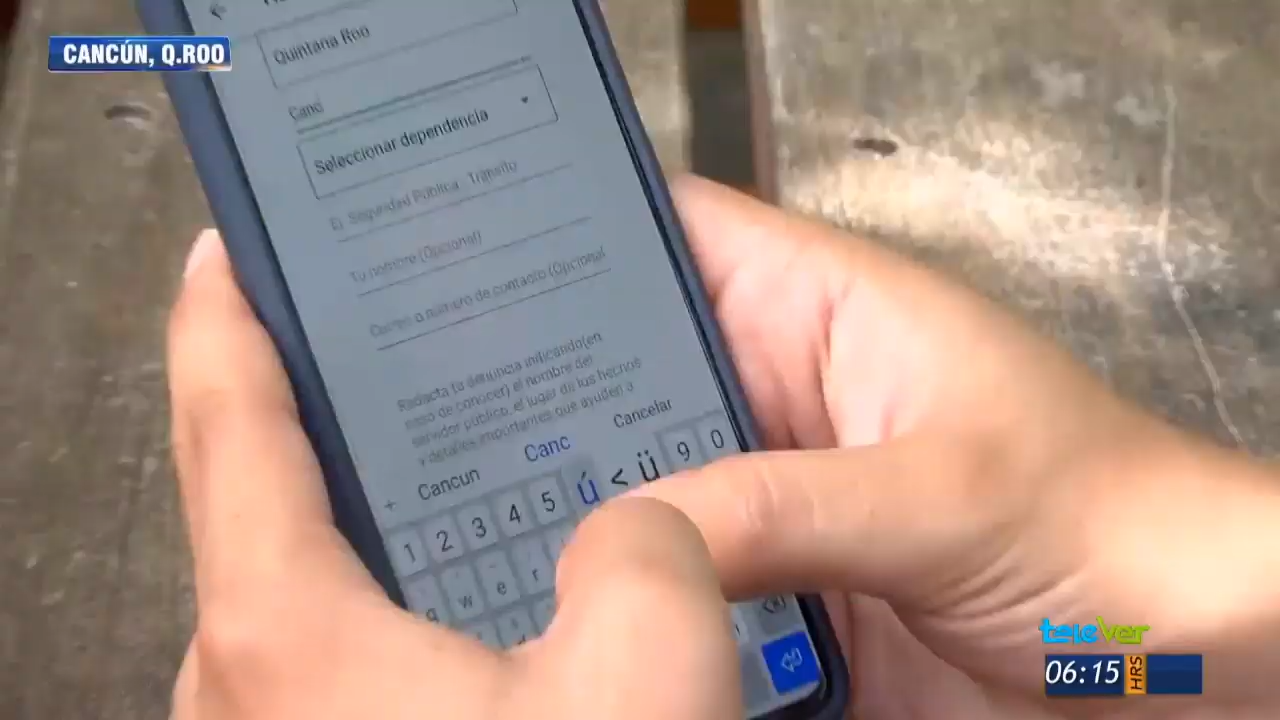 CANCÚN, Q.ROO
Quintana Roo
Canc
Seleccionar dependencia
Ej. Seguridad Pública, Tránsito
Tu nombre (Opcional)
Correo o número de contacto (Opcional
Redacta la denuncia indicando(en
caso de conocer) el nombre del
servidor público, el lugar de los hechos
y detalles importantes que ayuden a
+ Cancun Canc Cancelar
1 2 3 4 5 ú < ü 9 0
q w e r
telever
06:15 HRS